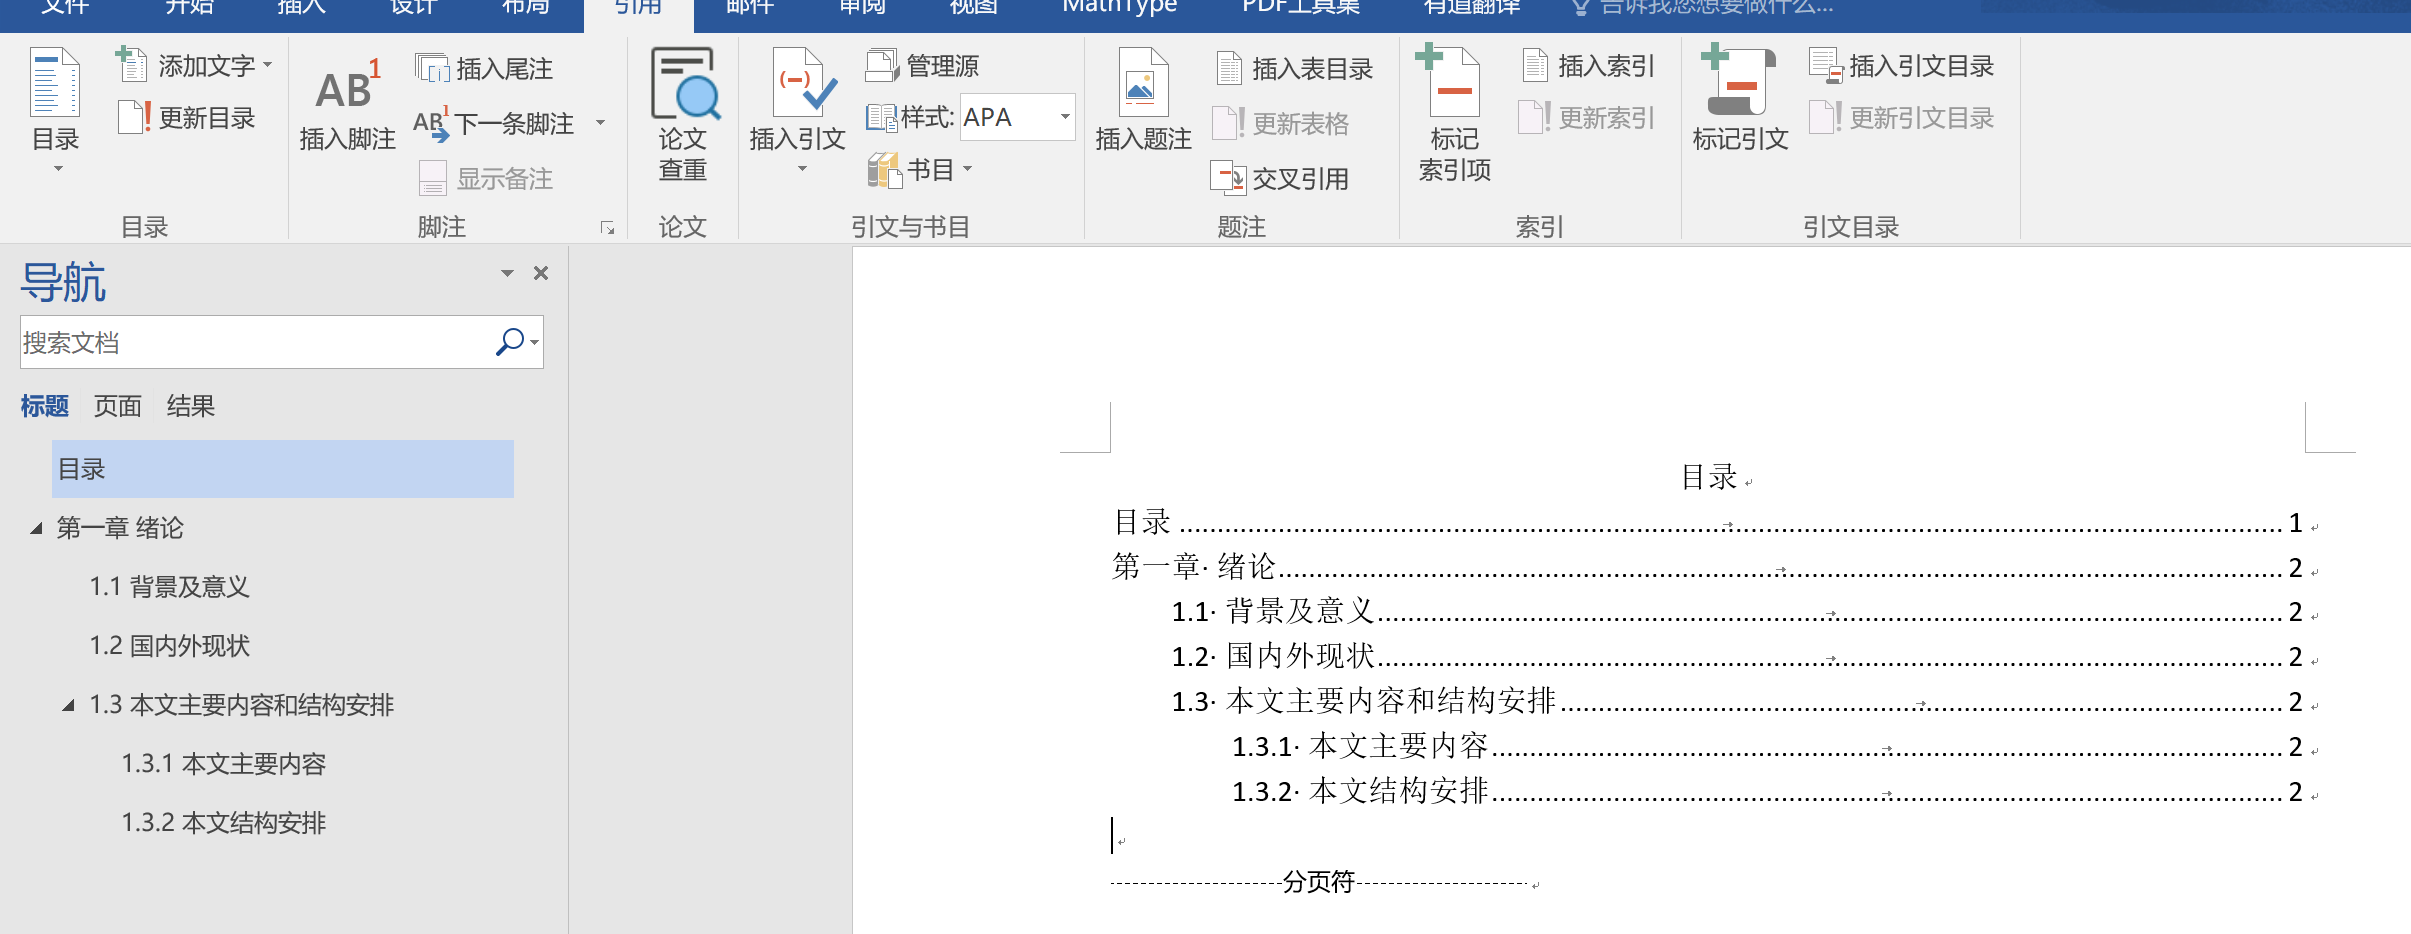 文件 开始 插入 设计 布局 引用 邮件 审阅 视图 MathType PDF工具集 有道翻译 告诉我您想要做什么...
目录
添加文字
更新目录
目录
AB1
插入脚注
插入尾注
AB1 下一条脚注
显示备注
脚注
论文
查重
论文
(-)
插入引文
管理源
样式: APA
书目
引文与书目
插入题注
插入表目录
更新表格
交叉引用
题注
标记
索引项
插入索引
更新索引
索引
标记引文
插入引文目录
更新引文目录
引文目录
导航
搜索文档
标题 页面 结果
目录
第一章 绪论
1.1 背景及意义
1.2 国内外现状
1.3 本文主要内容和结构安排
1.3.1 本文主要内容
1.3.2 本文结构安排
目录
目录 1
第一章· 绪论 2
1.1· 背景及意义 2
1.2· 国内外现状 2
1.3· 本文主要内容和结构安排 2
1.3.1· 本文主要内容 2
1.3.2· 本文结构安排 2
分页符